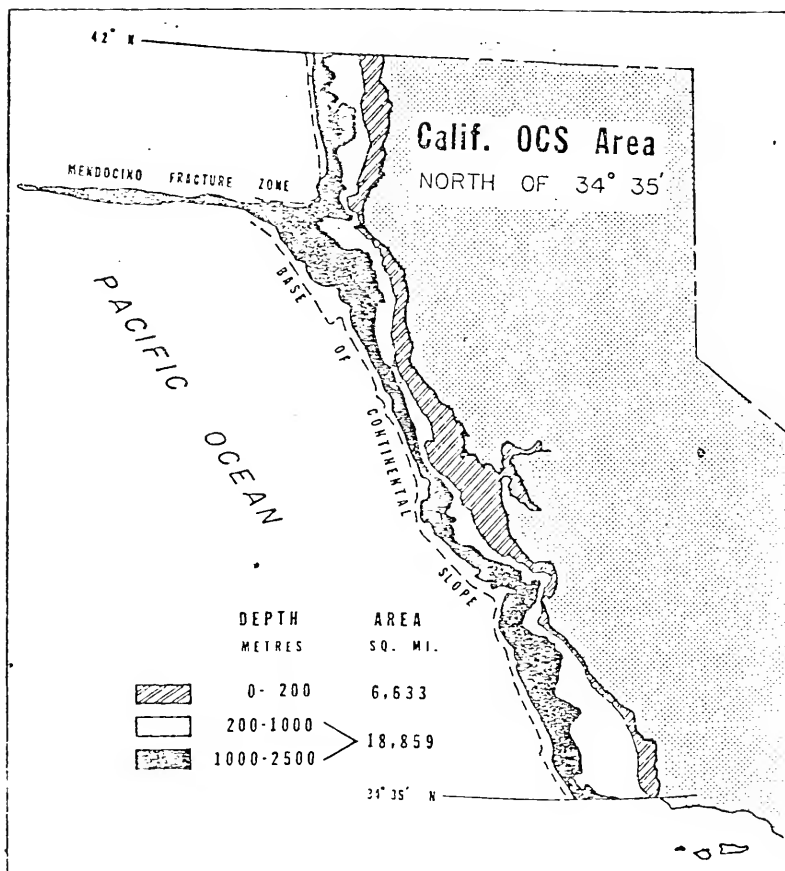 42° N
Calif. OCS Area
NORTH OF 34° 35'
MENDOCINO FRACTURE ZONE
BASE OF CONTINENTAL SLOPE
PACIFIC OCEAN
DEPTH AREA
METRES SQ. MI.
0- 200 6,633
200-1000
18,859
1000-2500
34° 35' N